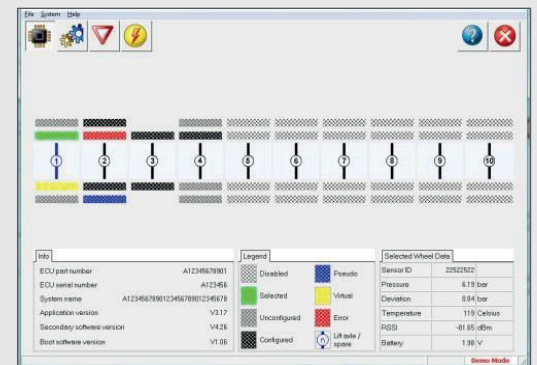 File System Help
1 2 3 4 5 6 7 8 9 10
Info
ECU part number A12345678901
ECU serial number A123456
System name A1234567890123456789012345678
Application version V3.17
Secondary software version V4.26
Boot software version V1.06
Legend
Disabled Pseudo
Selected Virtual
Unconfigured Error
Configured n Lift axle /
spare
Selected Wheel Data
Sensor ID 22522522
Pressure 6.19 bar
Deviation 0.04 bar
Temperature 119 Celsius
RSSI -81.65 dBm
Battery 1.98 V
Demo Mode